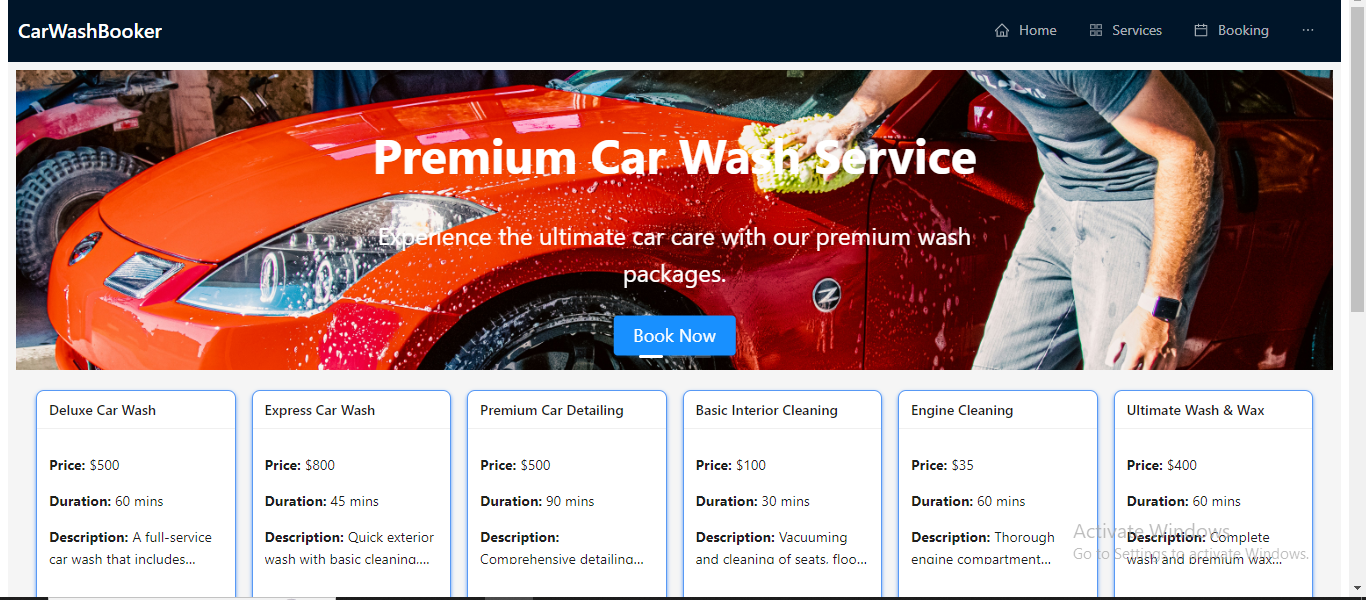 CarWashBooker
Home
Services
Booking
···
Premium Car Wash Service
Experience the ultimate car care with our premium wash
packages.
Book Now
Deluxe Car Wash
Price: $500
Duration: 60 mins
Description: A full-service
car wash that includes...
Express Car Wash
Price: $800
Duration: 45 mins
Description: Quick exterior
wash with basic cleaning....
Premium Car Detailing
Price: $500
Duration: 90 mins
Description:
Comprehensive detailing...
Basic Interior Cleaning
Price: $100
Duration: 30 mins
Description: Vacuuming
and cleaning of seats, floo...
Engine Cleaning
Price: $35
Duration: 60 mins
Description: Thorough
engine compartment...
Ultimate Wash & Wax
Price: $400
Duration: 60 mins
Description: Complete
wash and premium wax...
Activate Windows
Go to Settings to activate Windows.